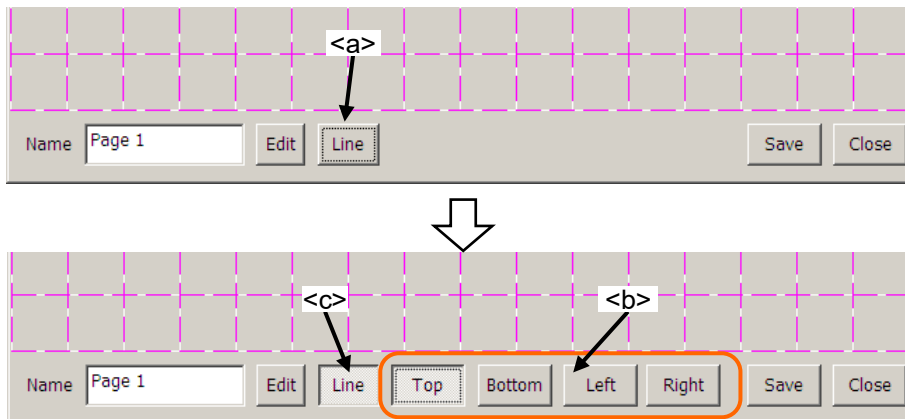 <a>
Name Page 1 Edit Line Save Close
<c> <b>
Name Page 1 Edit Line Top Bottom Left Right Save Close